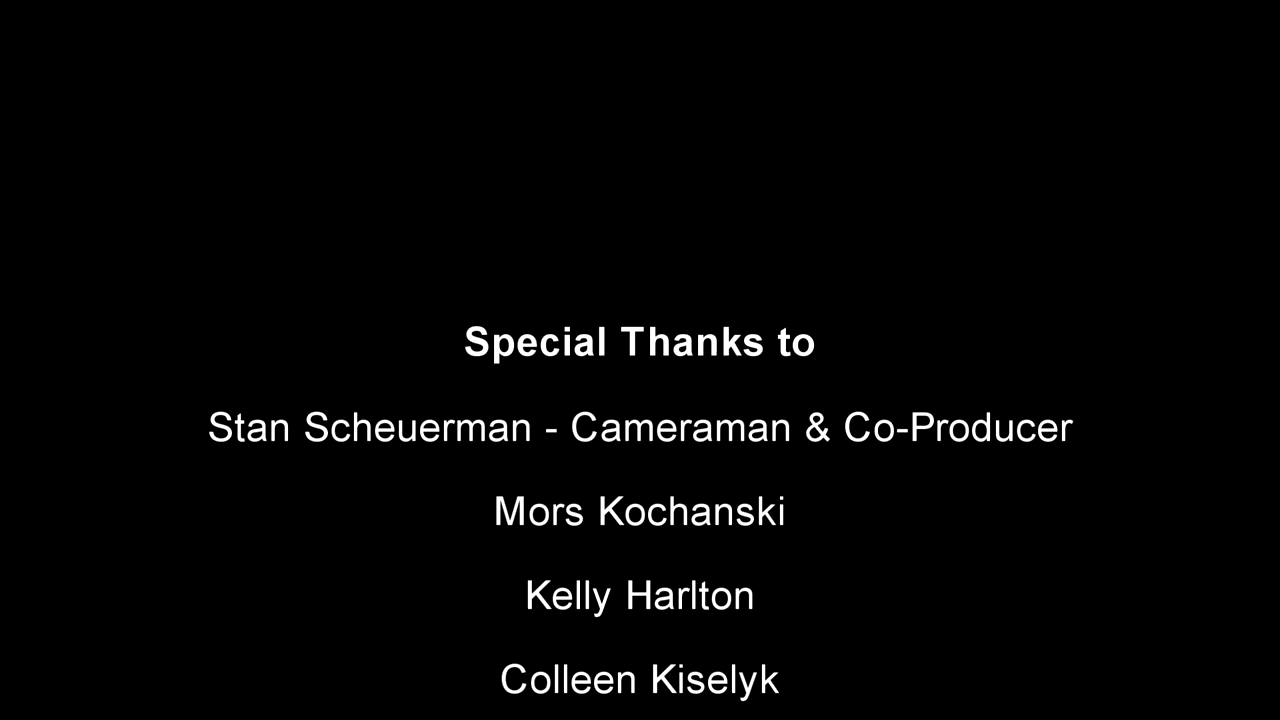 Special Thanks to
Stan Scheuerman - Cameraman & Co-Producer
Mors Kochanski
Kelly Harlton
Colleen Kiselyk